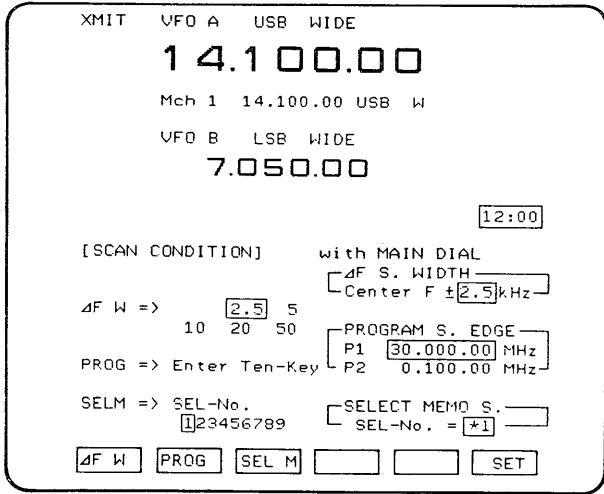 XMIT VFO A USB WIDE
14.100.00
Mch 1 14.100.00 USB W
VFO B LSB WIDE
7.050.00
12:00
[SCAN CONDITION] with MAIN DIAL
⊿F S. WIDTH
Center F ±2.5kHz
⊿F W => 2.5 5
10 20 50
PROGRAM S. EDGE
P1 30.000.00 MHz
PROG => Enter Ten-Key P2 0.100.00 MHz
SELM => SEL-No.
123456789
SELECT MEMO S.
SEL-No. = *1
⊿F W PROG SEL M SET